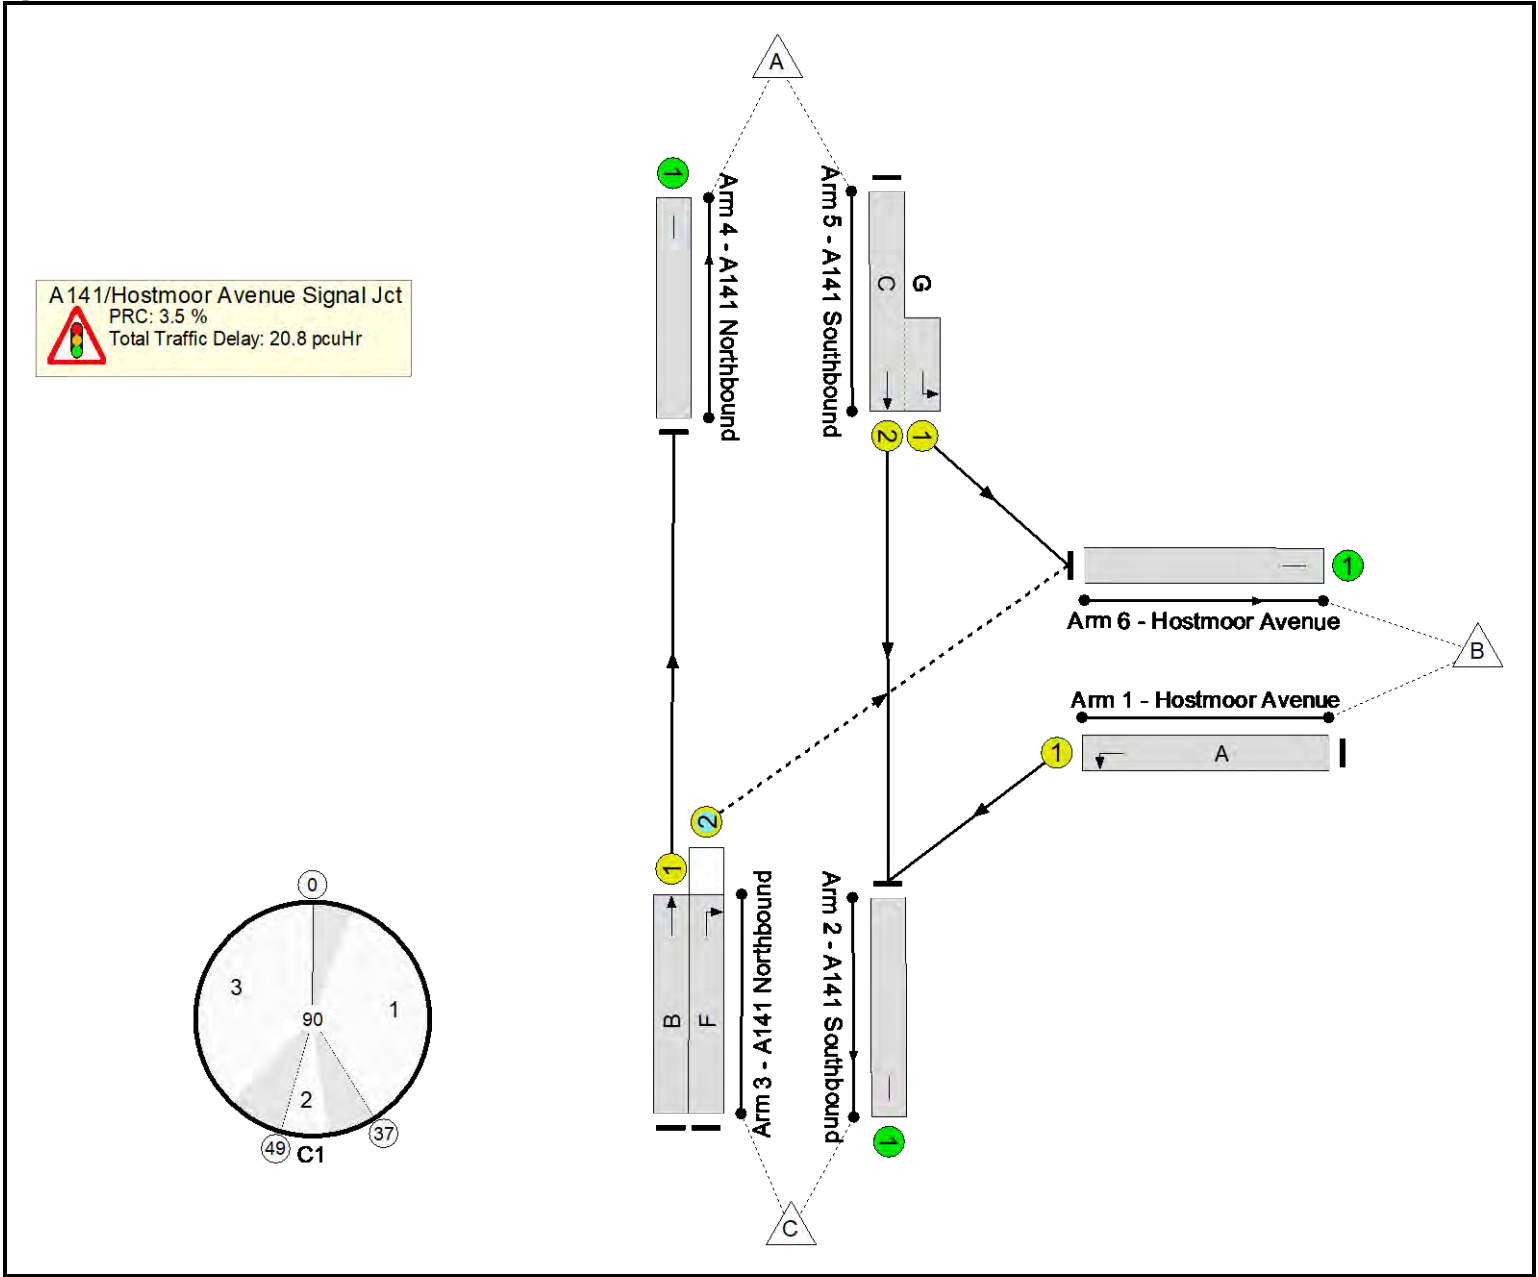 A
1
Arm 4 - A141 Northbound
Arm 5 - A141 Southbound
C
G
A141/Hostmoor Avenue Signal Jct
PRC: 3.5 %
Total Traffic Delay: 20.8 pcuHr
2
1
1
Arm 6 - Hostmoor Avenue
B
Arm 1 - Hostmoor Avenue
1
A
2
1
B
F
Arm 3 - A141 Northbound
Arm 2 - A141 Southbound
1
0
3
1
90
2
37
49
C1
C